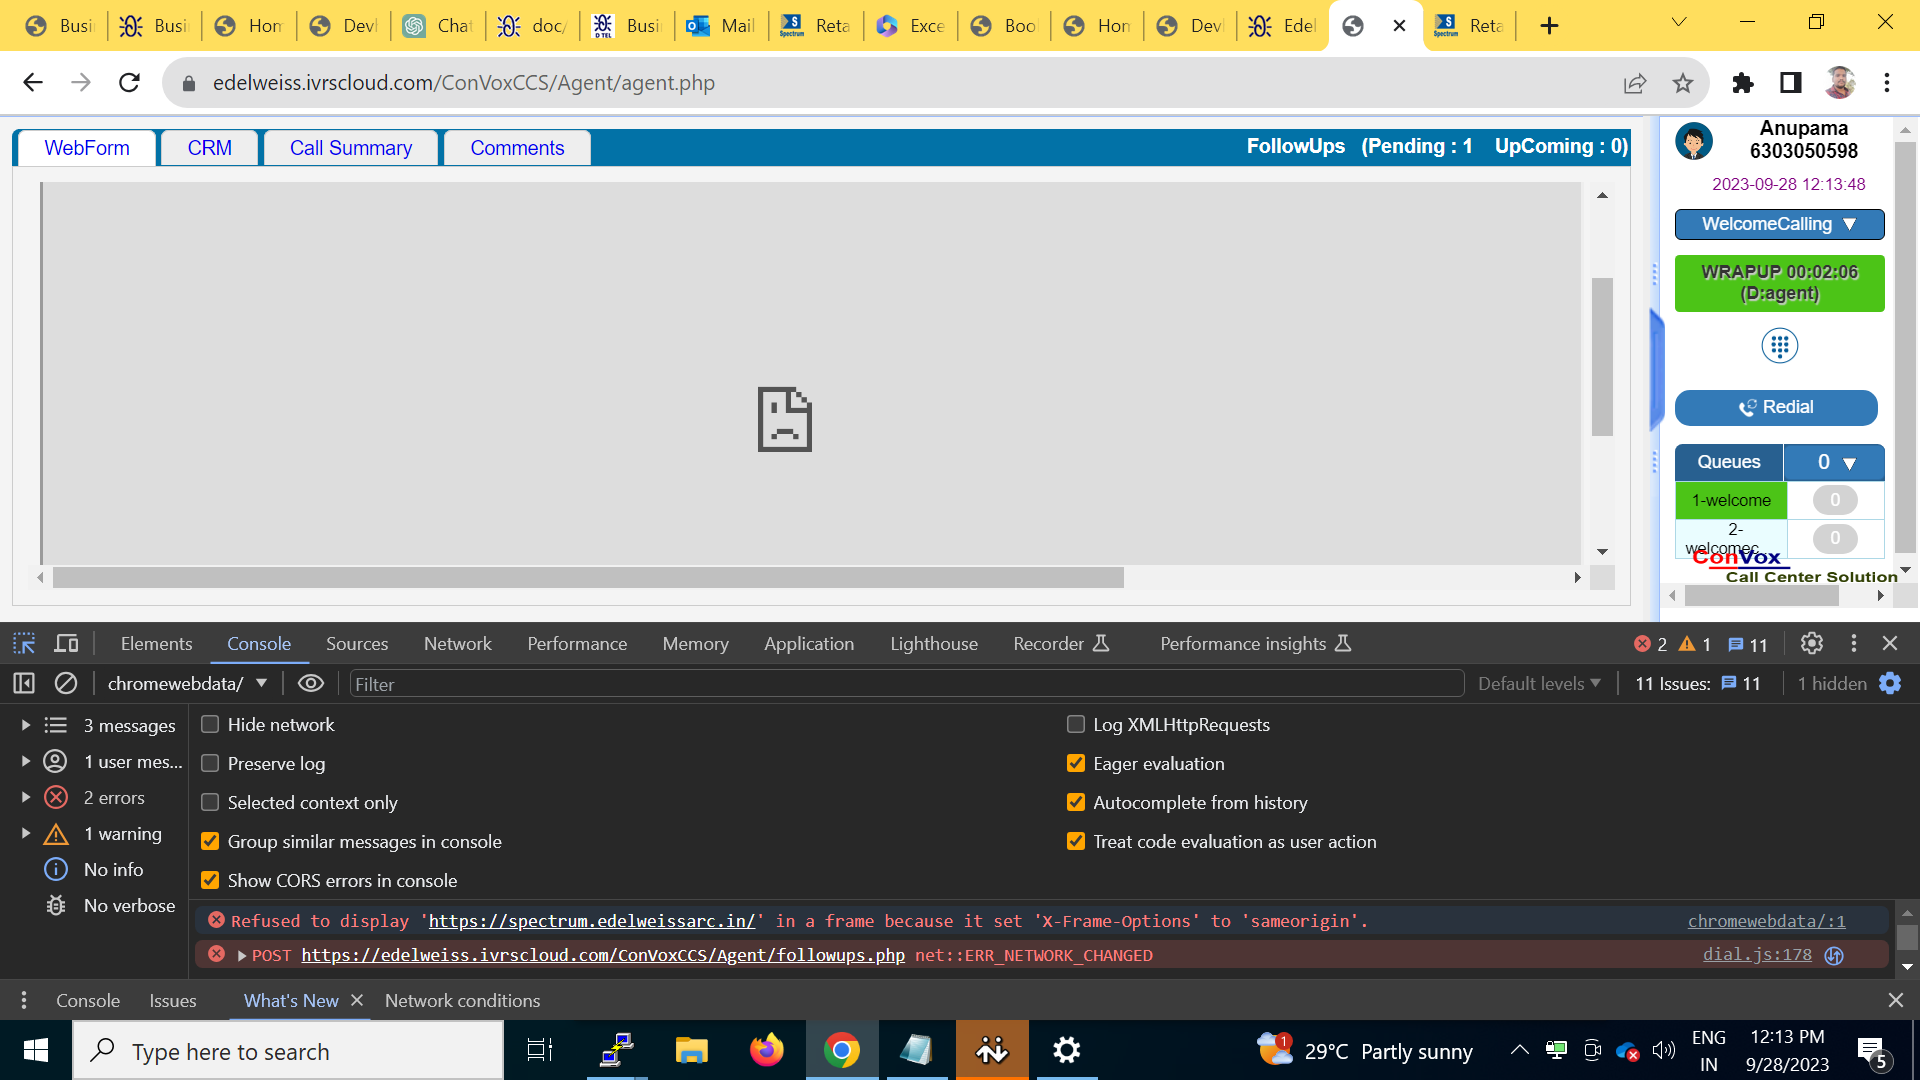 Busi
Busi
Hom
Devl
Chat
doc/
Busi
Mail
Reta
Exce
Boo
Hom
Devl
Edel
Reta
edelweiss.ivrscloud.com/ConVoxCCS/Agent/agent.php
WebForm CRM Call Summary Comments
FollowUps (Pending : 1 UpComing : 0)
Anupama
6303050598
2023-09-28 12:13:48
WelcomeCalling ▼
WRAPUP 00:02:06
(D:agent)
Redial
Queues 0 ▼
1-welcome 0
2-
welcomec... 0
ConVox
Call Center Solution
Elements Console Sources Network Performance Memory Application Lighthouse Recorder Performance insights 2 1 11
chromewebdata/ ▼ Filter Default levels ▼ 11 Issues: 11 1 hidden
3 messages
1 user mes...
2 errors
1 warning
No info
No verbose
Hide network
Preserve log
Selected context only
Group similar messages in console
Show CORS errors in console
Log XMLHttpRequests
Eager evaluation
Autocomplete from history
Treat code evaluation as user action
Refused to display 'https://spectrum.edelweissarc.in/' in a frame because it set 'X-Frame-Options' to 'sameorigin'. chromewebdata/:1
POST https://edelweiss.ivrscloud.com/ConVoxCCS/Agent/followups.php net::ERR_NETWORK_CHANGED dial.js:178
Console Issues What's New Network conditions
Type here to search
1
29°C Partly sunny
ENG
IN
12:13 PM
9/28/2023
5